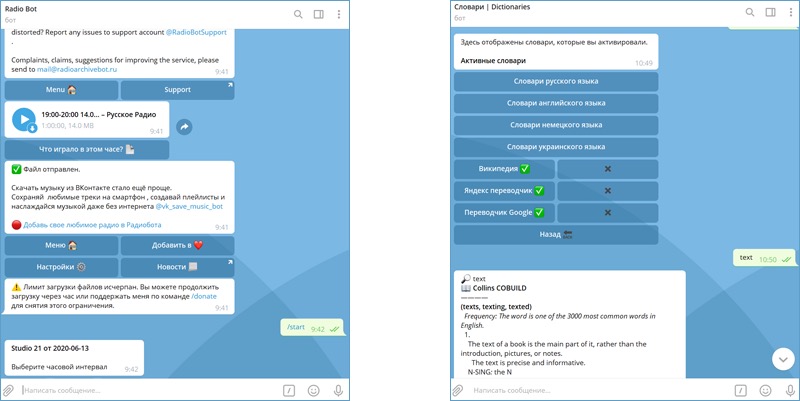 Radio Bot
бот
distorted? Report any issues to support account @RadioBotSupport
.
Complaints, claims, suggestions for improving the service, please
send to mail@radioarchivebot.ru
9:41
Menu
Support
19:00-20:00 14.0... – Русское Радио
1:00:00, 14.0 MB
9:41
Что играло в этом часе?
Файл отправлен.
Скачать музыку из ВКонтакте стало ещё проще.
Сохраняй любимые треки на смартфон , создавай плейлисты и
наслаждайся музыкой даже без интернета @vk_save_music_bot
Добавь свое любимое радио в Радиобота
9:41
Меню
Добавить в
Настройки
Новости
Лимит загрузки файлов исчерпан. Вы можете продолжить
загрузку через час или поддержать меня по команде /donate
для снятия этого ограничения.
9:41
/start 9:42
Studio 21 от 2020-06-13
Выберите часовой интервал
9:42
Написать сообщение...
Словари | Dictionaries
бот
Здесь отображены словари, которые вы активировали.
Активные словари
10:49
Словари русского языка
Словари английского языка
Словари немецкого языка
Словари украинского языка
Википедия
Яндекс переводчик
Переводчик Google
Назад
text 10:50
text
Collins COBUILD
————
(texts, texting, texted)
Frequency: The word is one of the 3000 most common words in
English.
1.
The text of a book is the main part of it, rather than the
introduction, pictures, or notes.
The text is precise and informative.
N-SING: the N
Написать сообщение...